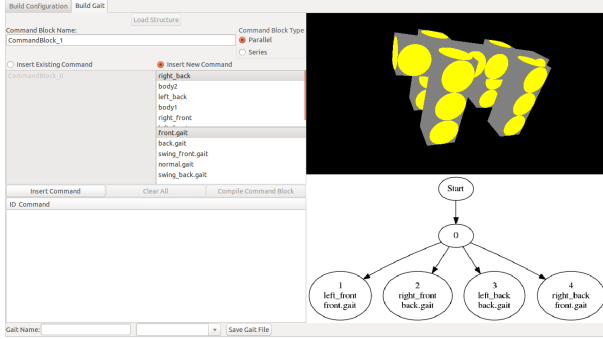 Build Configuration Build Gait
Load Structure
Command Block Name:
Command Block Type
CommandBlock_1
Parallel
Series
Insert Existing Command
Insert New Command
CommandBlock_0
right_back
body2
left_back
body1
right_front
front.gait
back.gait
swing_front.gait
normal.gait
swing_back.gait
Insert Command Clear All Compile Command Block
ID Command
Gait Name: Save Gait File
Start
0
1
left_front
front.gait
2
right_front
back.gait
3
left_back
back.gait
4
right_back
front.gait